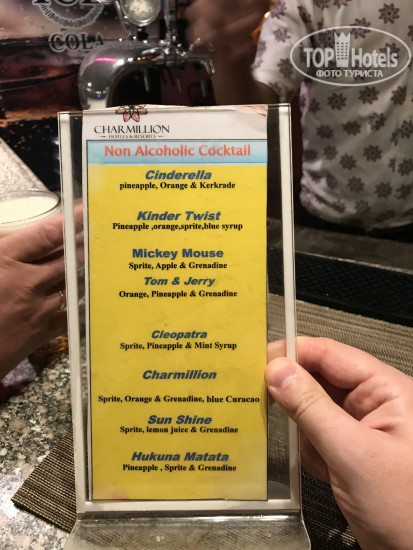 COLA
TOP Hotels
ФОТО ТУРИСТА
CHARMILLION
HOTELS & RESORTS
Non Alcoholic Cocktail
Cinderella
pineapple, Orange & Kerkrade
Kinder Twist
Pineapple ,orange,sprite,blue syrup
Mickey Mouse
Sprite, Apple & Grenadine
Tom & Jerry
Orange, Pineapple & Grenadine
Cleopatra
Sprite, Pineapple & Mint Syrup
Charmillion
Sprite, Orange & Grenadine, blue Curacao
Sun Shine
Sprite, lemon juice & Grenadine
Hukuna Matata
Pineapple , Sprite & Grenadine